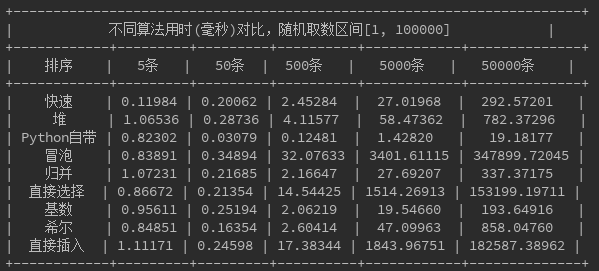 不同算法用时(毫秒)对比，随机取数区间[1, 100000]
| 排序 | 5条 | 50条 | 500条 | 5000条 | 50000条 |
| 快速 | 0.11984 | 0.20062 | 2.45284 | 27.01968 | 292.57201 |
| 堆 | 1.06536 | 0.28736 | 4.11577 | 58.47362 | 782.37296 |
| Python自带 | 0.82302 | 0.03079 | 0.12481 | 1.42820 | 19.18177 |
| 冒泡 | 0.83891 | 0.34894 | 32.07633 | 3401.61115 | 347899.72045 |
| 归并 | 1.07231 | 0.21685 | 2.16647 | 27.69207 | 337.37175 |
| 直接选择 | 0.86672 | 0.21354 | 14.54425 | 1514.26913 | 153199.19711 |
| 基数 | 0.95611 | 0.25194 | 2.06219 | 19.54660 | 193.64916 |
| 希尔 | 0.84851 | 0.16354 | 2.60414 | 47.09963 | 858.04760 |
| 直接插入 | 1.11171 | 0.24598 | 17.38344 | 1843.96751 | 182587.38962 |